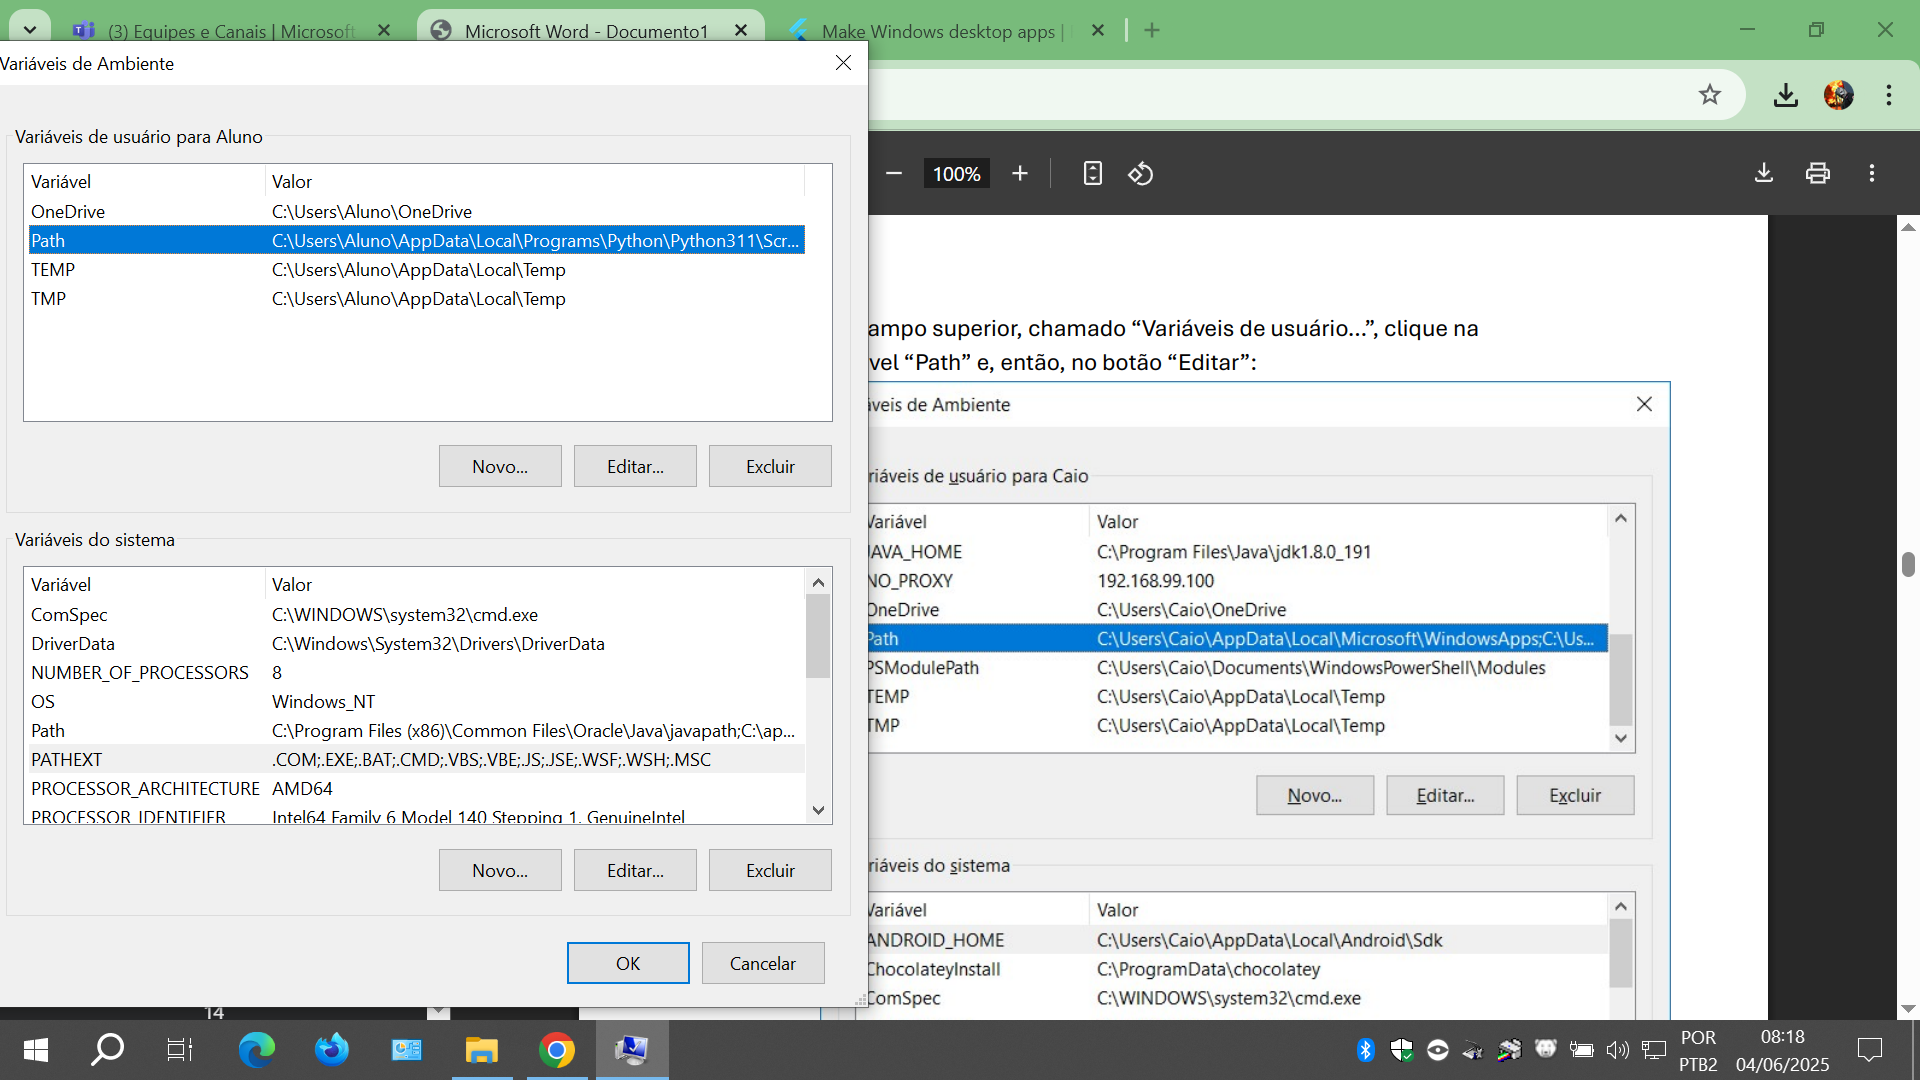 (3) Equipes e Canais | Microsoft
Microsoft Word - Documento1
Make Windows desktop apps |
Variáveis de Ambiente
Variáveis de usuário para Aluno
Variável Valor
OneDrive C:\Users\Aluno\OneDrive
Path C:\Users\Aluno\AppData\Local\Programs\Python\Python311\Scr...
TEMP C:\Users\Aluno\AppData\Local\Temp
TMP C:\Users\Aluno\AppData\Local\Temp
Novo... Editar... Excluir
Variáveis do sistema
Variável Valor
ComSpec C:\WINDOWS\system32\cmd.exe
DriverData C:\Windows\System32\Drivers\DriverData
NUMBER_OF_PROCESSORS 8
OS Windows_NT
Path C:\Program Files (x86)\Common Files\Oracle\Java\javapath;C:\ap...
PATHEXT .COM;.EXE;.BAT;.CMD;.VBS;.VBE;.JS;.JSE;.WSF;.WSH;.MSC
PROCESSOR_ARCHITECTURE AMD64
PROCESSOR_IDENTIFIER Intel64 Family 6 Model 140 Stepping 1, GenuineIntel
Novo... Editar... Excluir
OK Cancelar
14
100%
ampo superior, chamado “Variáveis de usuário...”, clique na
vel “Path” e, então, no botão “Editar”:
áveis de Ambiente
riáveis de usuário para Caio
Variável Valor
JAVA_HOME C:\Program Files\Java\jdk1.8.0_191
NO_PROXY 192.168.99.100
OneDrive C:\Users\Caio\OneDrive
Path C:\Users\Caio\AppData\Local\Microsoft\WindowsApps;C:\Us...
PSModulePath C:\Users\Caio\Documents\WindowsPowerShell\Modules
TEMP C:\Users\Caio\AppData\Local\Temp
TMP C:\Users\Caio\AppData\Local\Temp
Novo... Editar... Excluir
riáveis do sistema
Variável Valor
ANDROID_HOME C:\Users\Caio\AppData\Local\Android\Sdk
ChocolateyInstall C:\ProgramData\chocolatey
ComSpec C:\WINDOWS\system32\cmd.exe
POR
PTB2
08:18
04/06/2025